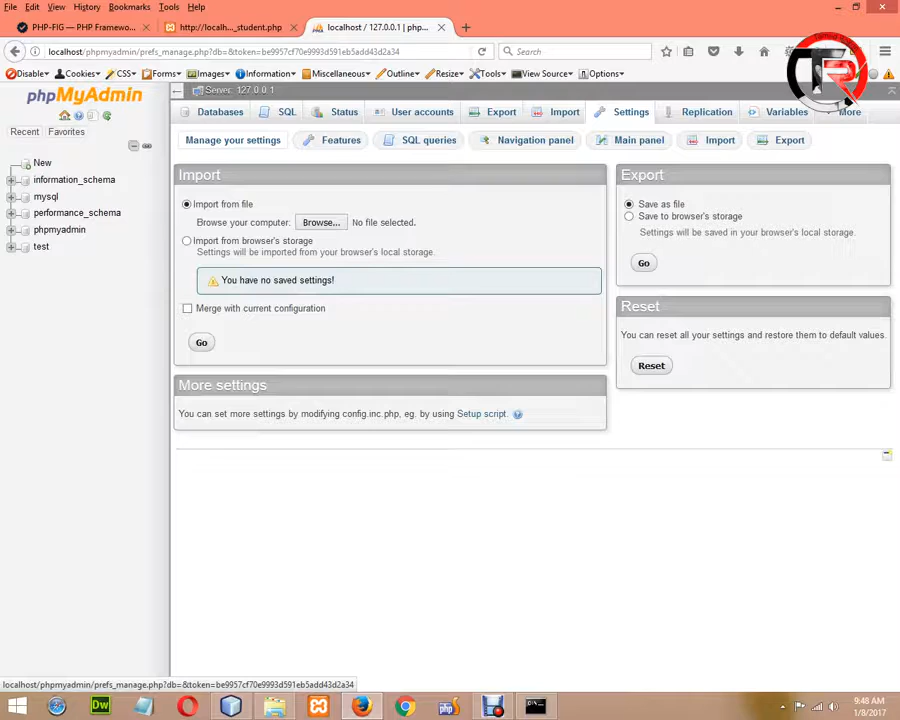 File Edit View History Bookmarks Tools Help
PHP-FIG — PHP Framewo...
http://localh..._student.php
localhost / 127.0.0.1 | php...
localhost/phpmyadmin/prefs_manage.php?db=&token=be9957cf70e9993d591eb5add43d2a34
Search
Disable Cookies CSS Forms Images Information Miscellaneous Outline Resize Tools View Source Options
phpMyAdmin
Recent Favorites
New
information_schema
mysql
performance_schema
phpmyadmin
test
Server: 127.0.0.1
Databases SQL Status User accounts Export Import Settings Replication Variables More
Manage your settings Features SQL queries Navigation panel Main panel Import Export
Import
Import from file
Browse your computer: Browse... No file selected.
Import from browser's storage
Settings will be imported from your browser's local storage.
You have no saved settings!
Merge with current configuration
Go
More settings
You can set more settings by modifying config.inc.php, eg. by using Setup script.
Export
Save as file
Save to browser's storage
Settings will be saved in your browser's local storage.
Go
Reset
You can reset all your settings and restore them to default values.
Reset
localhost/phpmyadmin/prefs_manage.php?db=&token=be9957cf70e9993d591eb5add43d2a34
Dw
php
9:48 AM
1/8/2017